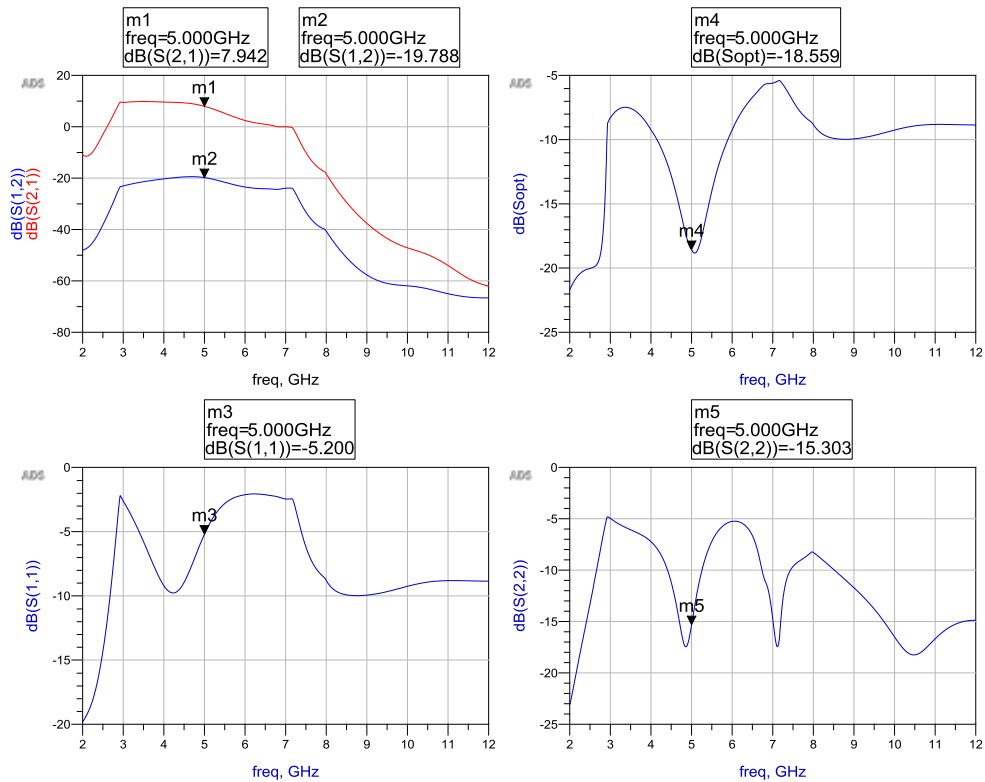 m1
freq=5.000GHz
dB(S(2,1))=7.942
m2
freq=5.000GHz
dB(S(1,2))=-19.788
ADS
20
0
-20
-40
-60
-80
dB(S(1,2))
dB(S(2,1))
m1
m2
2 3 4 5 6 7 8 9 10 11 12
freq, GHz
m4
freq=5.000GHz
dB(Sopt)=-18.559
ADS
-5
-10
-15
-20
-25
dB(Sopt)
m4
2 3 4 5 6 7 8 9 10 11 12
freq, GHz
m3
freq=5.000GHz
dB(S(1,1))=-5.200
ADS
0
-5
-10
-15
-20
dB(S(1,1))
m3
2 3 4 5 6 7 8 9 10 11 12
freq, GHz
m5
freq=5.000GHz
dB(S(2,2))=-15.303
ADS
0
-5
-10
-15
-20
-25
dB(S(2,2))
m5
2 3 4 5 6 7 8 9 10 11 12
freq, GHz